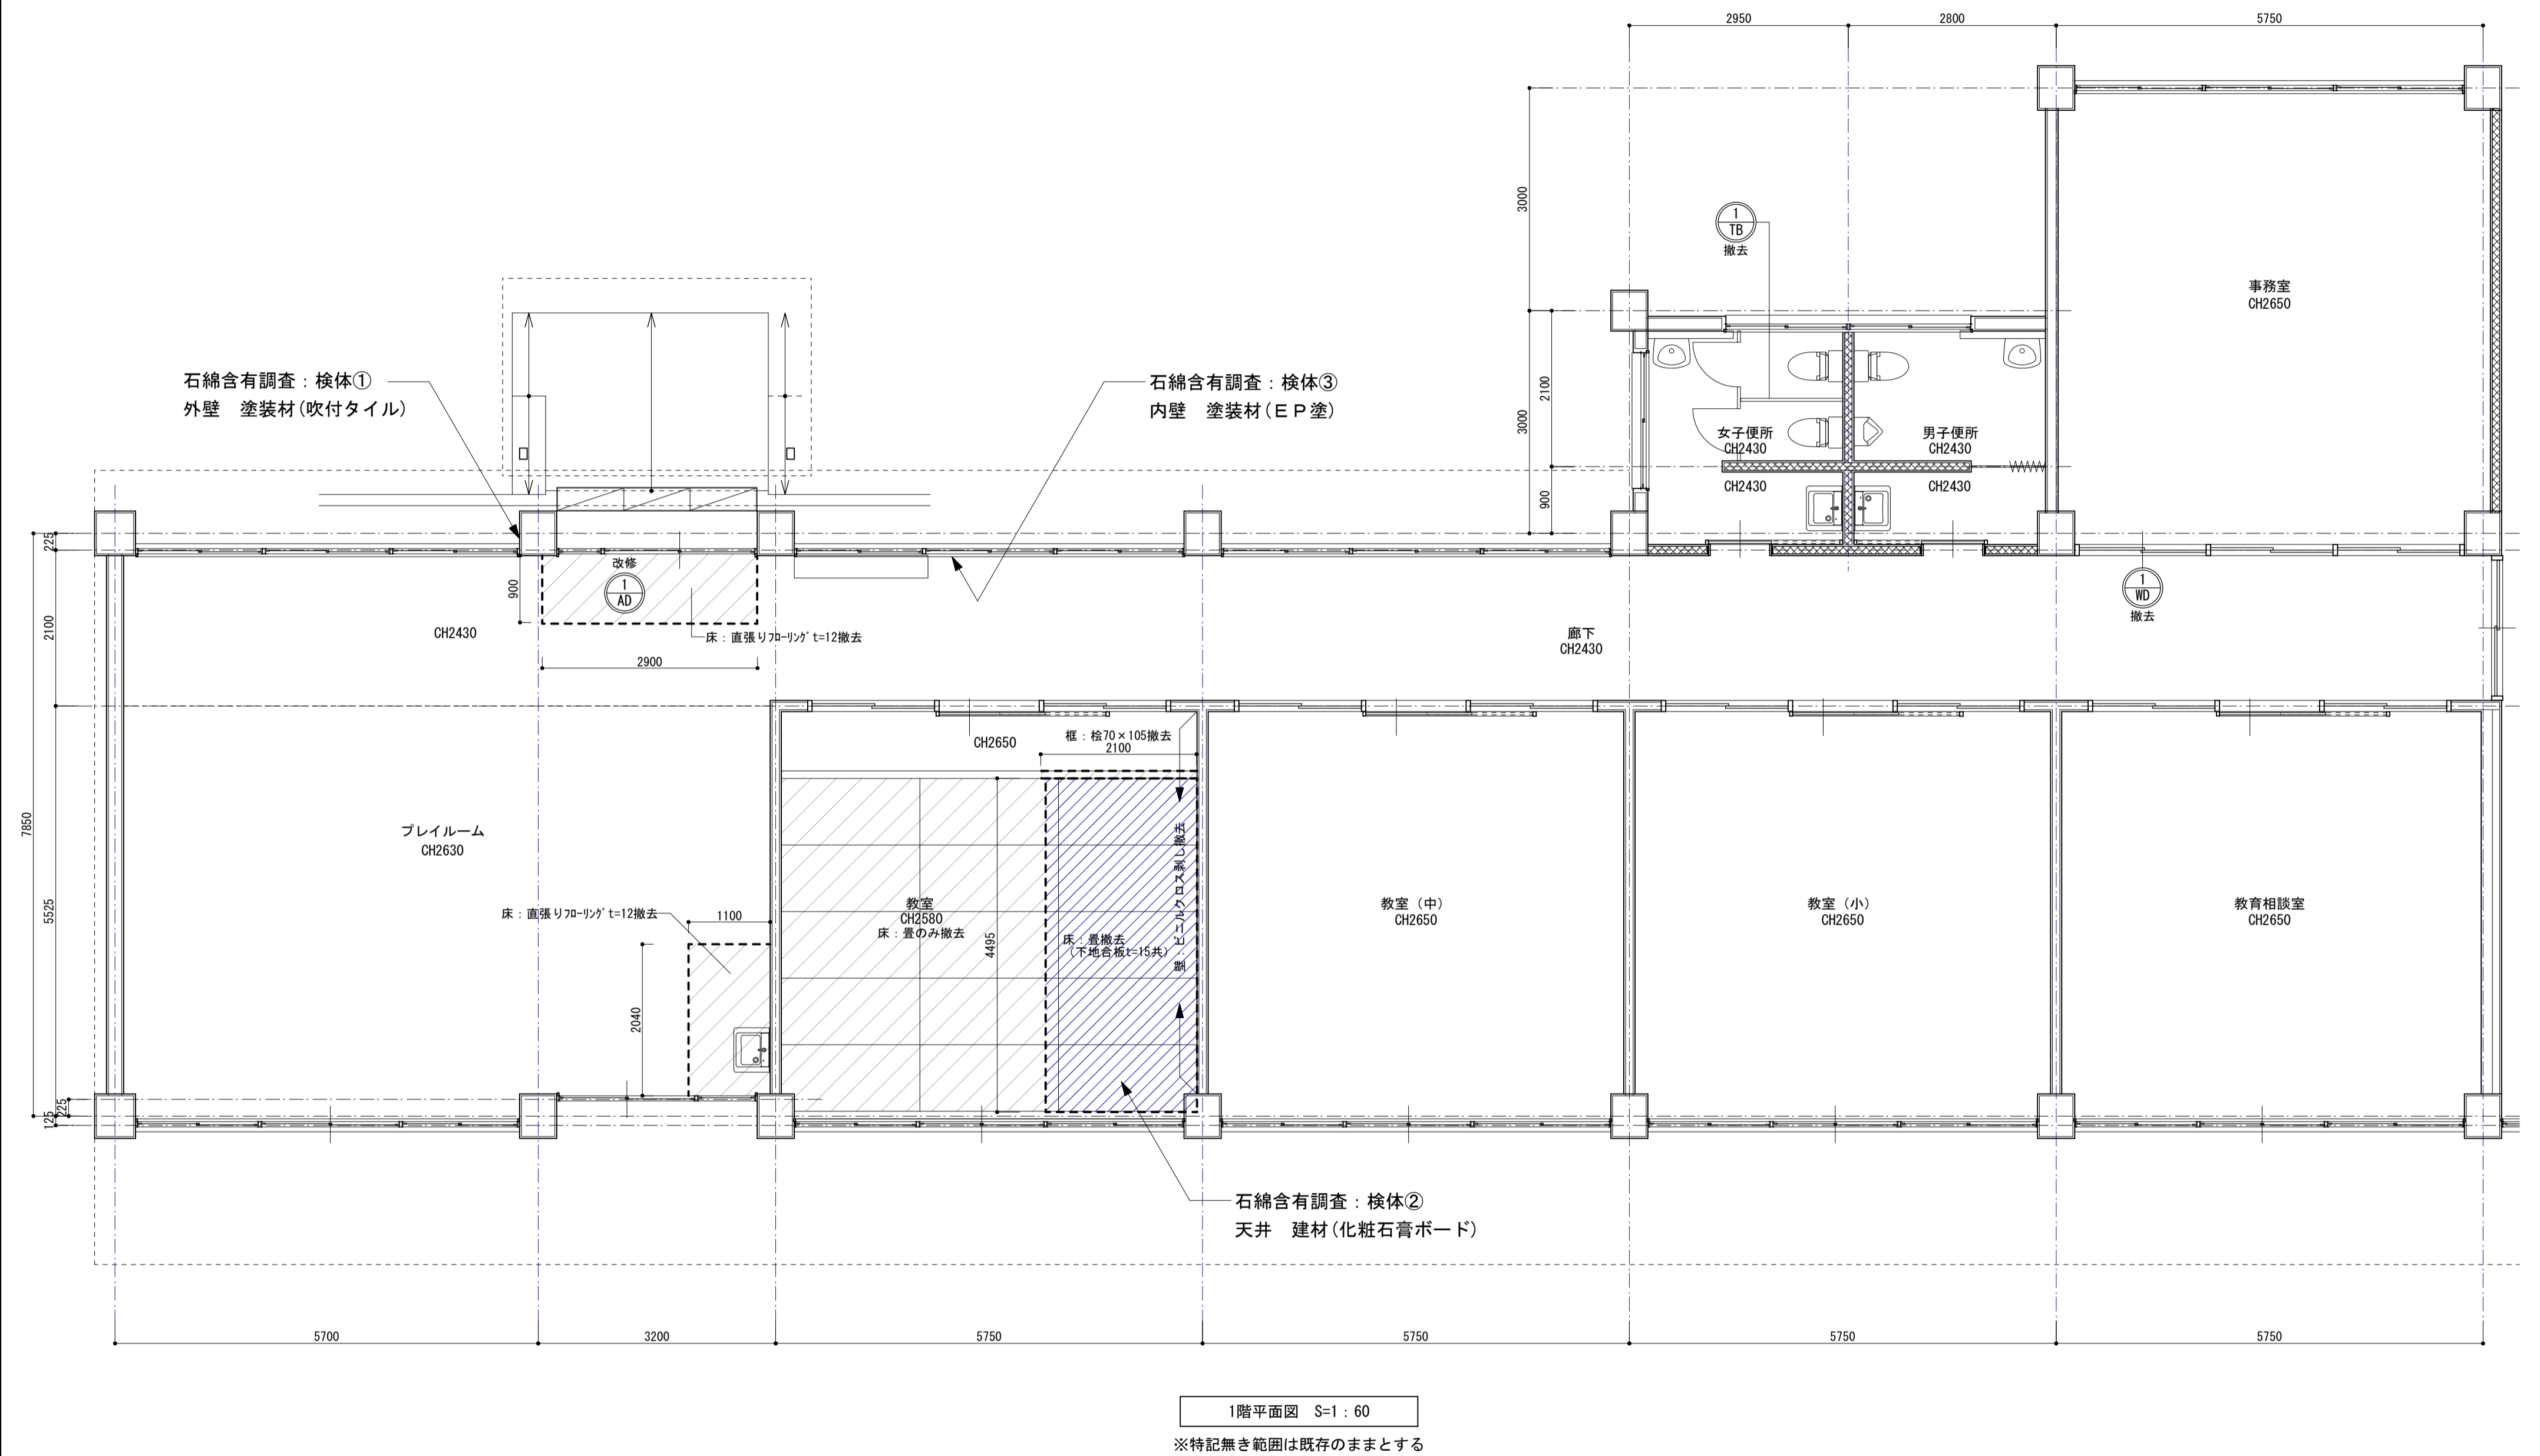 2950
2800
5750
3000
3000
2100
900
1
TB
撤去
事務室
CH2650
石綿含有調査：検体①
外壁　塗装材(吹付タイル)
石綿含有調査：検体③
内壁　塗装材(ＥＰ塗)
女子便所
CH2430
男子便所
CH2430
CH2430
CH2430
225
2100
7850
5525
225
125
改修
1
AD
900
CH2430
床：直張りﾌﾛｰﾘﾝｸﾞt=12撤去
2900
廊下
CH2430
1
WD
撤去
CH2650
框：桧70×105撤去
2100
プレイルーム
CH2630
床：直張りﾌﾛｰﾘﾝｸﾞt=12撤去
1100
2040
教室
CH2580
床：畳のみ撤去
4495
床：畳撤去
（下地合板t=15共）
壁：ビニルクロス剥し撤去
教室（中）
CH2650
教室（小）
CH2650
教育相談室
CH2650
石綿含有調査：検体②
天井　建材(化粧石膏ボード)
5700
3200
5750
5750
5750
5750
1階平面図　S=1：60
※特記無き範囲は既存のままとする